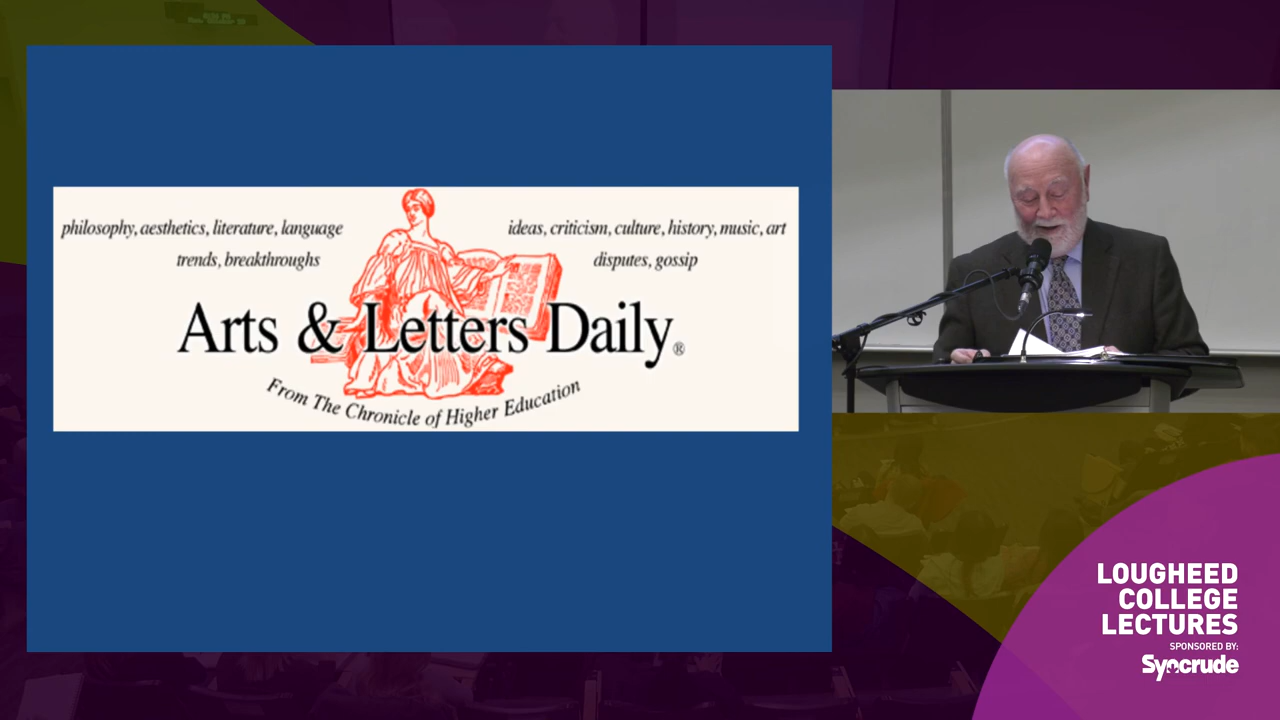 philosophy, aesthetics, literature, language
trends, breakthroughs
ideas, criticism, culture, history, music, art
disputes, gossip
Arts & Letters Daily®
From The Chronicle of Higher Education
LOUGHEED
COLLEGE
LECTURES
SPONSORED BY:
Syncrude